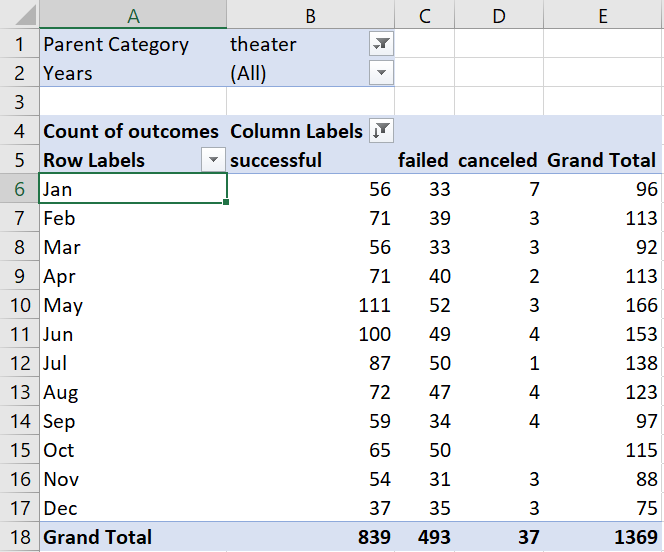 A B C D E
1 Parent Category theater
2 Years (All)
3
4 Count of outcomes Column Labels
5 Row Labels successful failed canceled Grand Total
6 Jan 56 33 7 96
7 Feb 71 39 3 113
8 Mar 56 33 3 92
9 Apr 71 40 2 113
10 May 111 52 3 166
11 Jun 100 49 4 153
12 Jul 87 50 1 138
13 Aug 72 47 4 123
14 Sep 59 34 4 97
15 Oct 65 50 115
16 Nov 54 31 3 88
17 Dec 37 35 3 75
18 Grand Total 839 493 37 1369